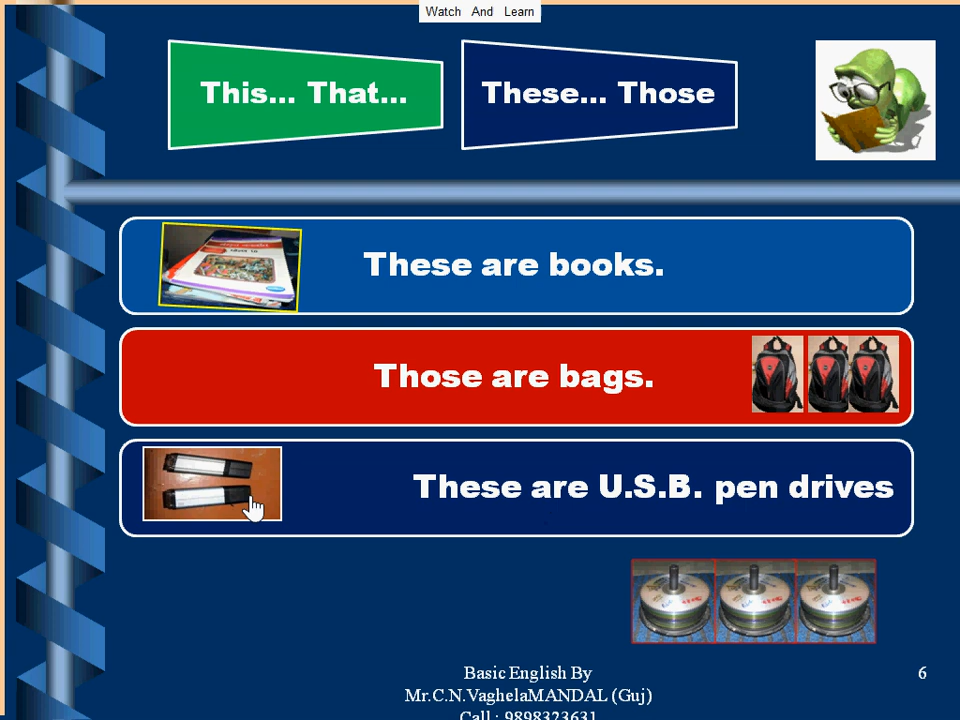 Watch And Learn
This... That...
These... Those
These are books.
Those are bags.
These are U.S.B. pen drives
Basic English By
Mr.C.N.VaghelaMANDAL (Guj)
Call : 9898323631
6